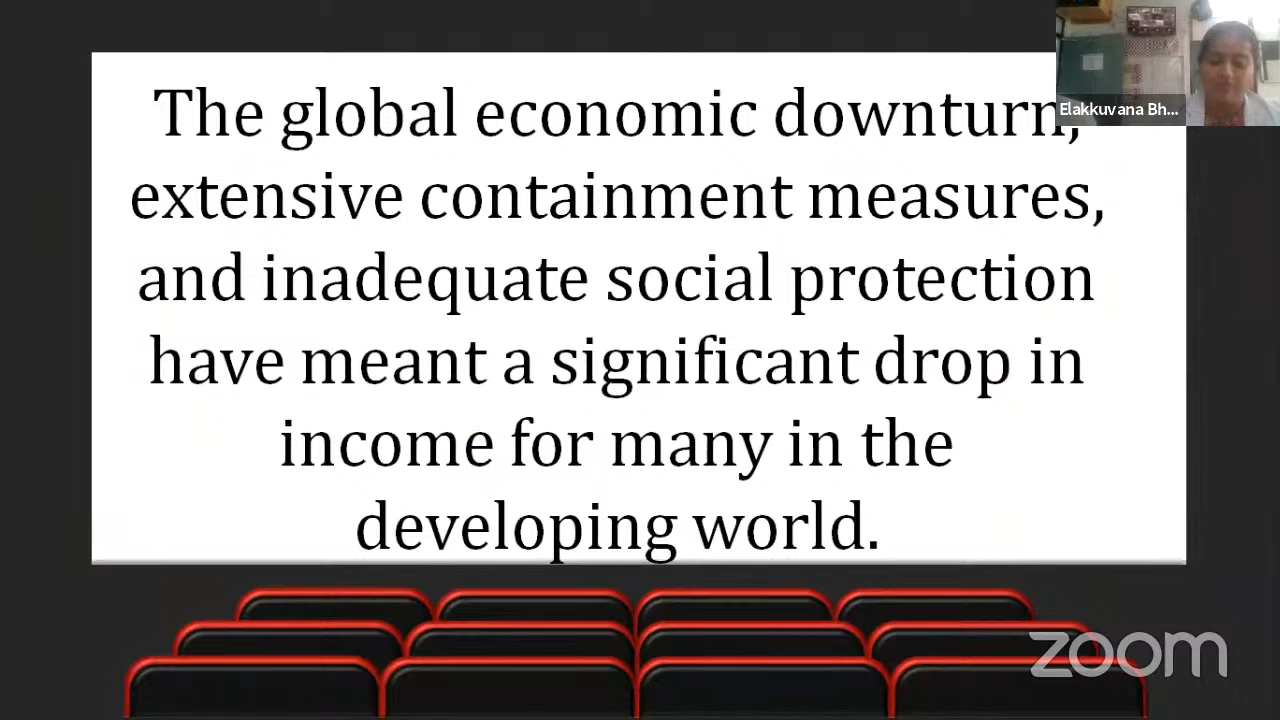 The global economic downturn,
extensive containment measures,
and inadequate social protection
have meant a significant drop in
income for many in the
developing world.
Elakkuvana Bh...
zoom